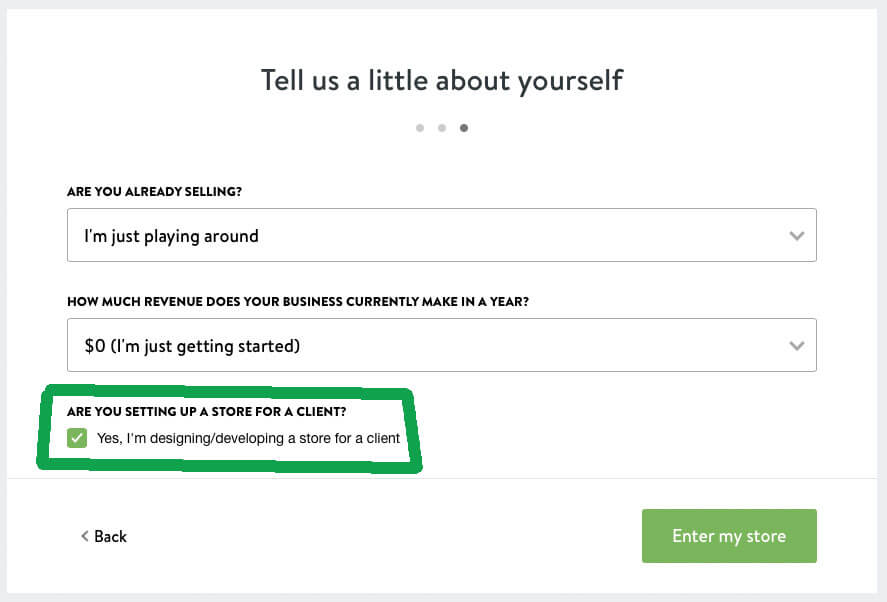 Tell us a little about yourself
ARE YOU ALREADY SELLING?
I'm just playing around
HOW MUCH REVENUE DOES YOUR BUSINESS CURRENTLY MAKE IN A YEAR?
$0 (I'm just getting started)
ARE YOU SETTING UP A STORE FOR A CLIENT?
Yes, I'm designing/developing a store for a client
Back
Enter my store